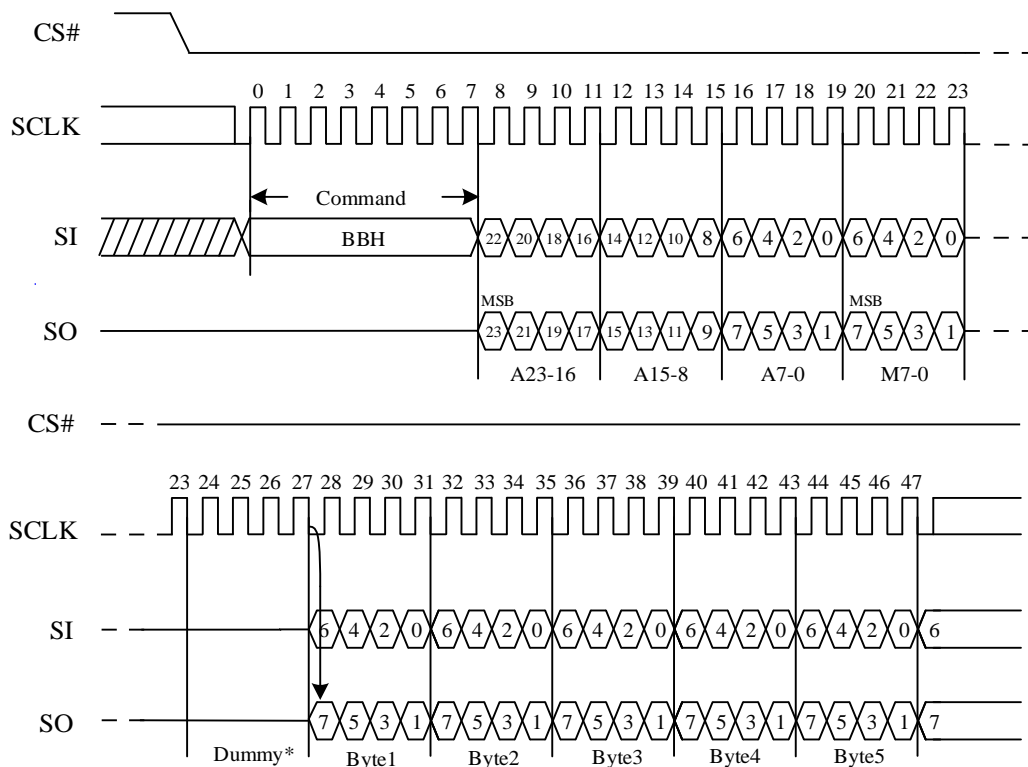 CS#
0 1 2 3 4 5 6 7 8 9 10 11 12 13 14 15 16 17 18 19 20 21 22 23
SCLK
Command
SI BBH 22 20 18 16 14 12 10 8 6 4 2 0 6 4 2 0
MSB MSB
SO 23 21 19 17 15 13 11 9 7 5 3 1 7 5 3 1
A23-16 A15-8 A7-0 M7-0
CS#
23 24 25 26 27 28 29 30 31 32 33 34 35 36 37 38 39 40 41 42 43 44 45 46 47
SCLK
SI 6 4 2 0 6 4 2 0 6 4 2 0 6 4 2 0 6 4 2 0 6
SO 7 5 3 1 7 5 3 1 7 5 3 1 7 5 3 1 7 5 3 1 7
Dummy* Byte1 Byte2 Byte3 Byte4 Byte5